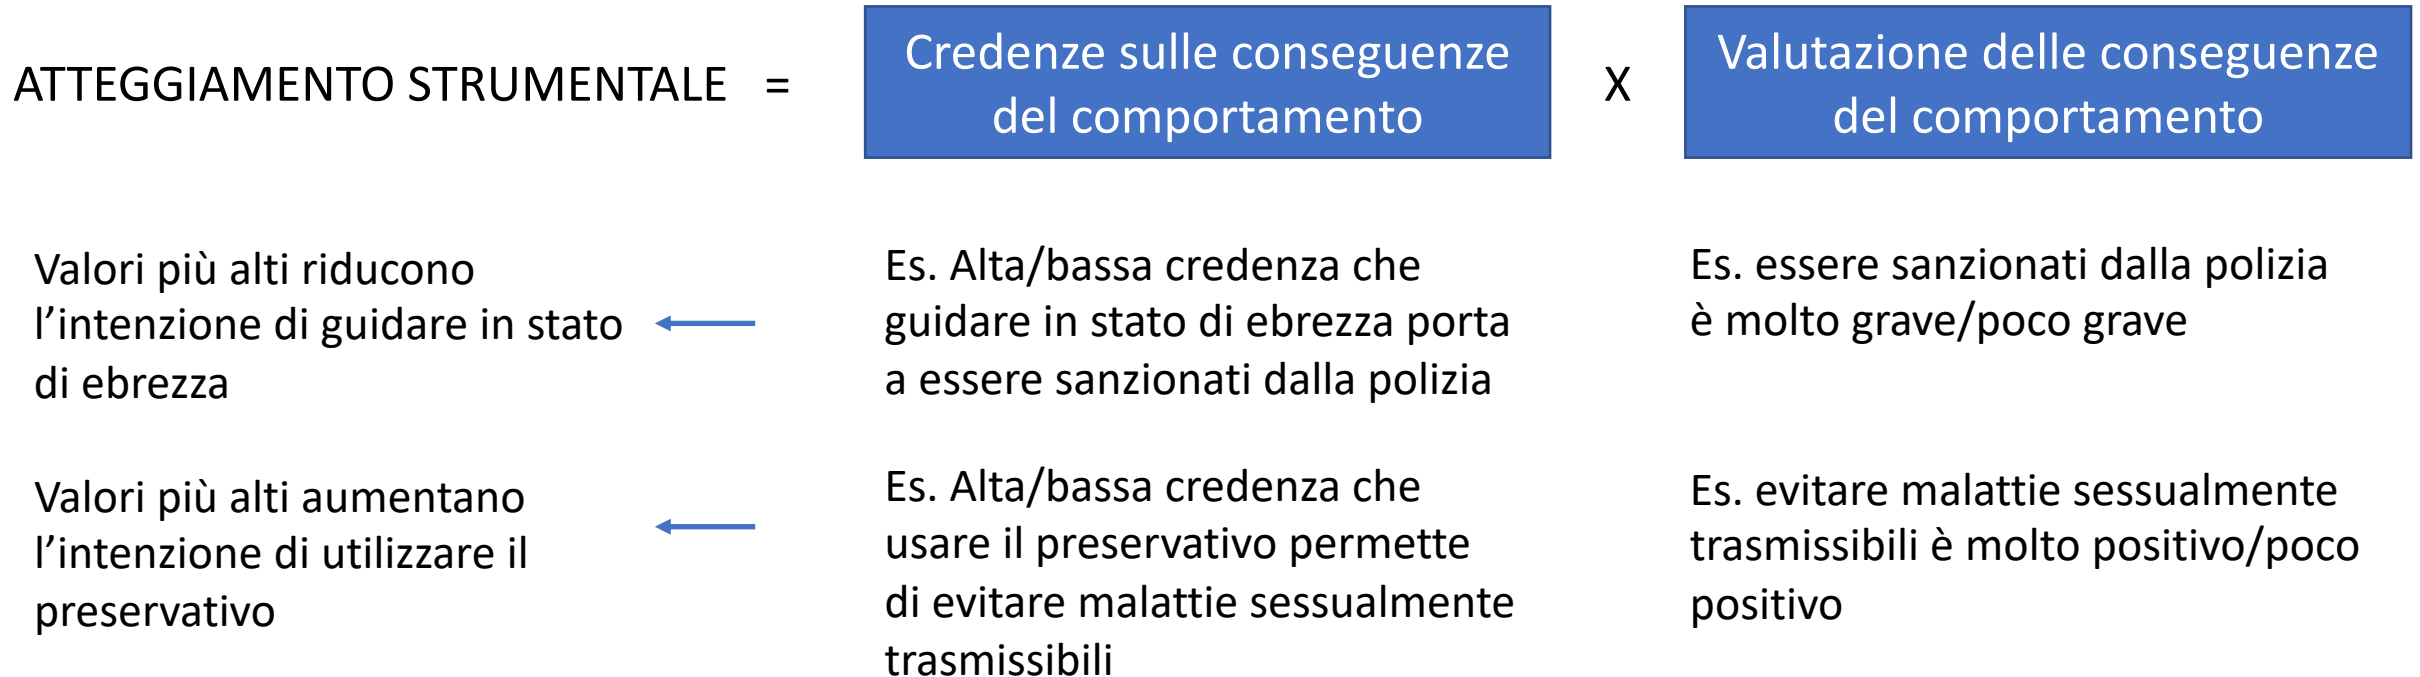 ATTEGGIAMENTO STRUMENTALE =
Credenze sulle conseguenze
del comportamento
X
Valutazione delle conseguenze
del comportamento
Valori più alti riducono
l’intenzione di guidare in stato
di ebrezza
Es. Alta/bassa credenza che
guidare in stato di ebrezza porta
a essere sanzionati dalla polizia
Es. essere sanzionati dalla polizia
è molto grave/poco grave
Valori più alti aumentano
l’intenzione di utilizzare il
preservativo
Es. Alta/bassa credenza che
usare il preservativo permette
di evitare malattie sessualmente
trasmissibili
Es. evitare malattie sessualmente
trasmissibili è molto positivo/poco
positivo